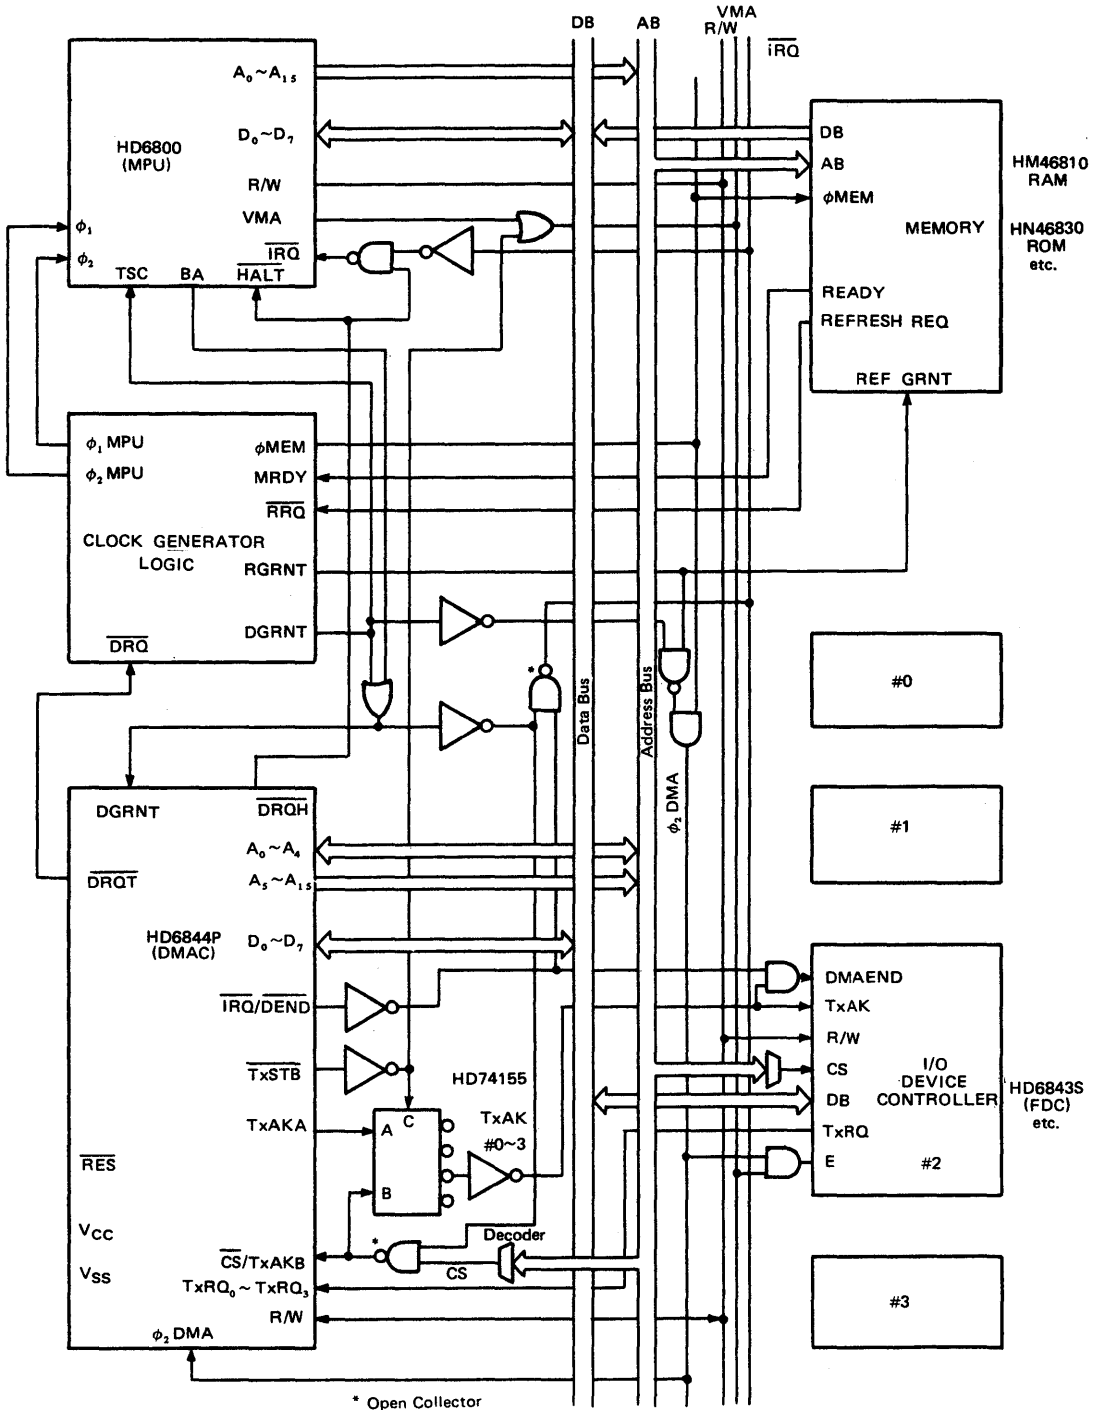 DB
AB
VMA
R/W
iRQ
HD6800
(MPU)
A0~A15
D0~D7
R/W
VMA
IRQ
φ1
φ2
TSC
BA
HALT
DB
AB
φMEM
MEMORY
READY
REFRESH REQ
REF GRNT
HM46810
RAM
HN46830
ROM
etc.
φ1 MPU
φ2 MPU
φMEM
MRDY
RRQ
CLOCK GENERATOR
LOGIC
RGRNT
DGRNT
DRQ
*
Data Bus
Address Bus
φ2 DMA
#0
#1
DGRNT
DRQH
A0~A4
A5~A15
DRQT
HD6844P
(DMAC)
D0~D7
IRQ/DEND
TxSTB
HD74155
TxAKA
A
C
B
TxAK
#0~3
RES
VCC
VSS
CS/TxAKB
*
CS
Decoder
TxRQ0~TxRQ3
R/W
φ2 DMA
DMAEND
TxAK
R/W
CS
I/O
DEVICE
CONTROLLER
DB
TxRQ
E
#2
HD6843S
(FDC)
etc.
#3
* Open Collector